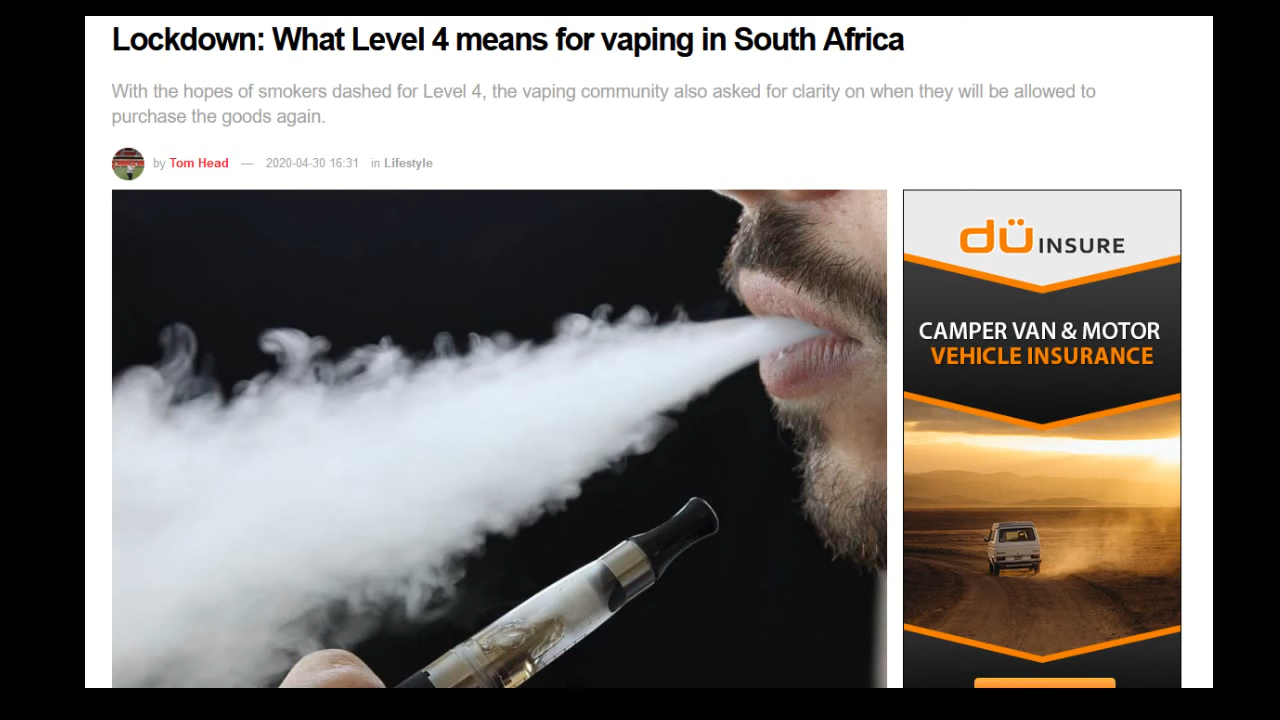 Lockdown: What Level 4 means for vaping in South Africa
With the hopes of smokers dashed for Level 4, the vaping community also asked for clarity on when they will be allowed to
purchase the goods again.
by Tom Head — 2020-04-30 16:31 in Lifestyle
dü INSURE
CAMPER VAN & MOTOR
VEHICLE INSURANCE